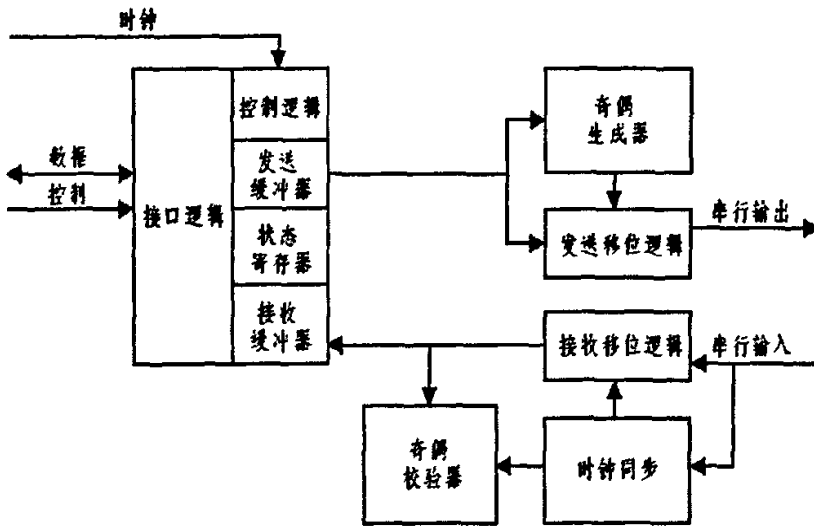 时钟
控制逻辑
奇偶
生成器
数据
控制
接口逻辑
发送
缓冲器
状态
寄存器
接收
缓冲器
发送移位逻辑
串行输出
接收移位逻辑
串行输入
奇偶
校验器
时钟同步